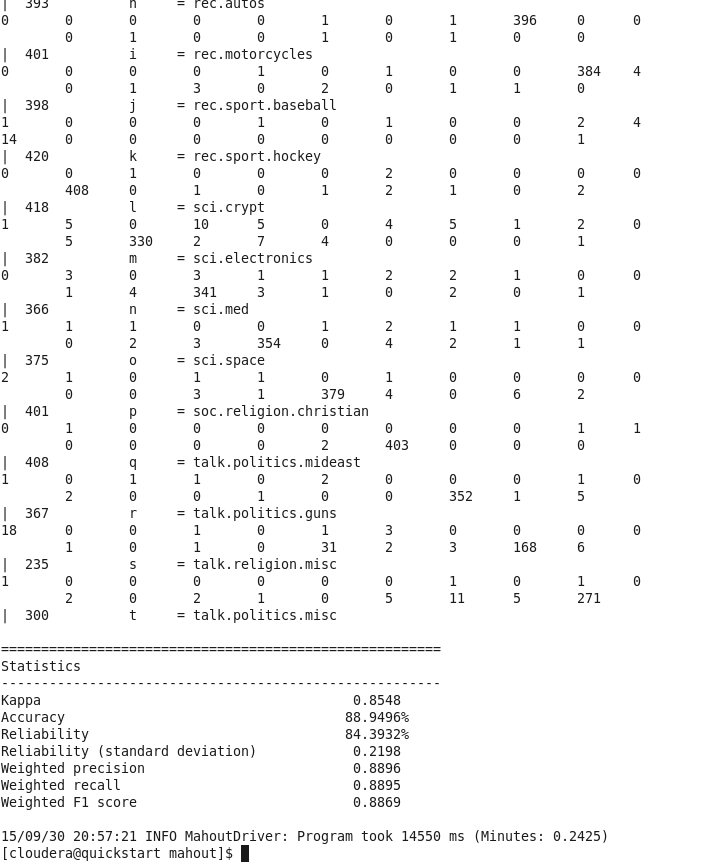 |  393          h     = rec.autos
0       0       0       0       0       1       0       1       396     0      0
        0       1       0       0       1       0       1       0       0
|  401          i     = rec.motorcycles
0       0       0       0       1       0       1       0       0       384    4
        0       1       3       0       2       0       1       1       0
|  398          j     = rec.sport.baseball
1       0       0       0       1       0       1       0       0       2      4
14      0       0       0       0       0       0       0       0       1
|  420          k     = rec.sport.hockey
0       0       1       0       0       0       2       0       0       0      0
        408     0       1       0       1       2       1       0       2
|  418          l     = sci.crypt
1       5       0       10      5       0       4       5       1       2      0
        5       330     2       7       4       0       0       0       1
|  382          m     = sci.electronics
0       3       0       3       1       1       2       2       1       0      0
        1       4       341     3       1       0       2       0       1
|  366          n     = sci.med
1       1       1       0       0       1       2       1       1       0      0
        0       2       3       354     0       4       2       1       1
|  375          o     = sci.space
2       1       0       1       1       0       1       0       0       0      0
        0       0       3       1       379     4       0       6       2
|  401          p     = soc.religion.christian
0       1       0       0       0       0       0       0       0       1      1
        0       0       0       0       2       403     0       0       0
|  408          q     = talk.politics.mideast
1       0       1       1       0       2       0       0       0       1      0
        2       0       0       1       0       0       352     1       5
|  367          r     = talk.politics.guns
18      0       0       1       0       1       3       0       0       0      0
        1       0       1       0       31      2       3       168     6
|  235          s     = talk.religion.misc
1       0       0       0       0       0       0       1       0       1      0
        2       0       2       1       0       5       11      5       271
|  300          t     = talk.politics.misc
=======================================================
Statistics
-------------------------------------------------------
Kappa                                       0.8548
Accuracy                                   88.9496%
Reliability                                84.3932%
Reliability (standard deviation)            0.2198
Weighted precision                          0.8896
Weighted recall                             0.8895
Weighted F1 score                           0.8869
15/09/30 20:57:21 INFO MahoutDriver: Program took 14550 ms (Minutes: 0.2425)
[cloudera@quickstart mahout]$